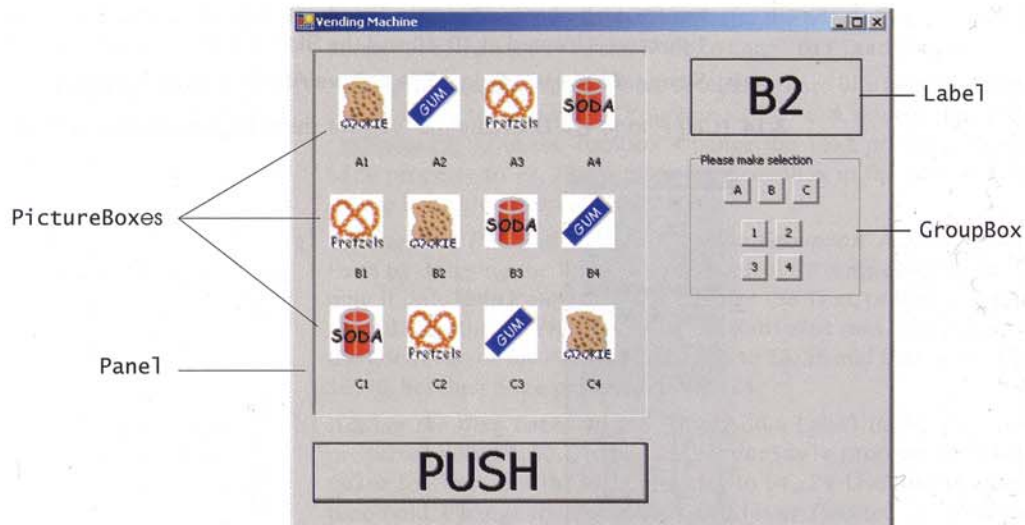 Vending Machine
COOKIE GUM Pretzels SODA
A1 A2 A3 A4
Pretzels COOKIE SODA GUM
B1 B2 B3 B4
SODA Pretzels GUM COOKIE
C1 C2 C3 C4
PUSH
B2
Please make selection
A B C
1 2
3 4
PictureBoxes
Panel
Label
GroupBox